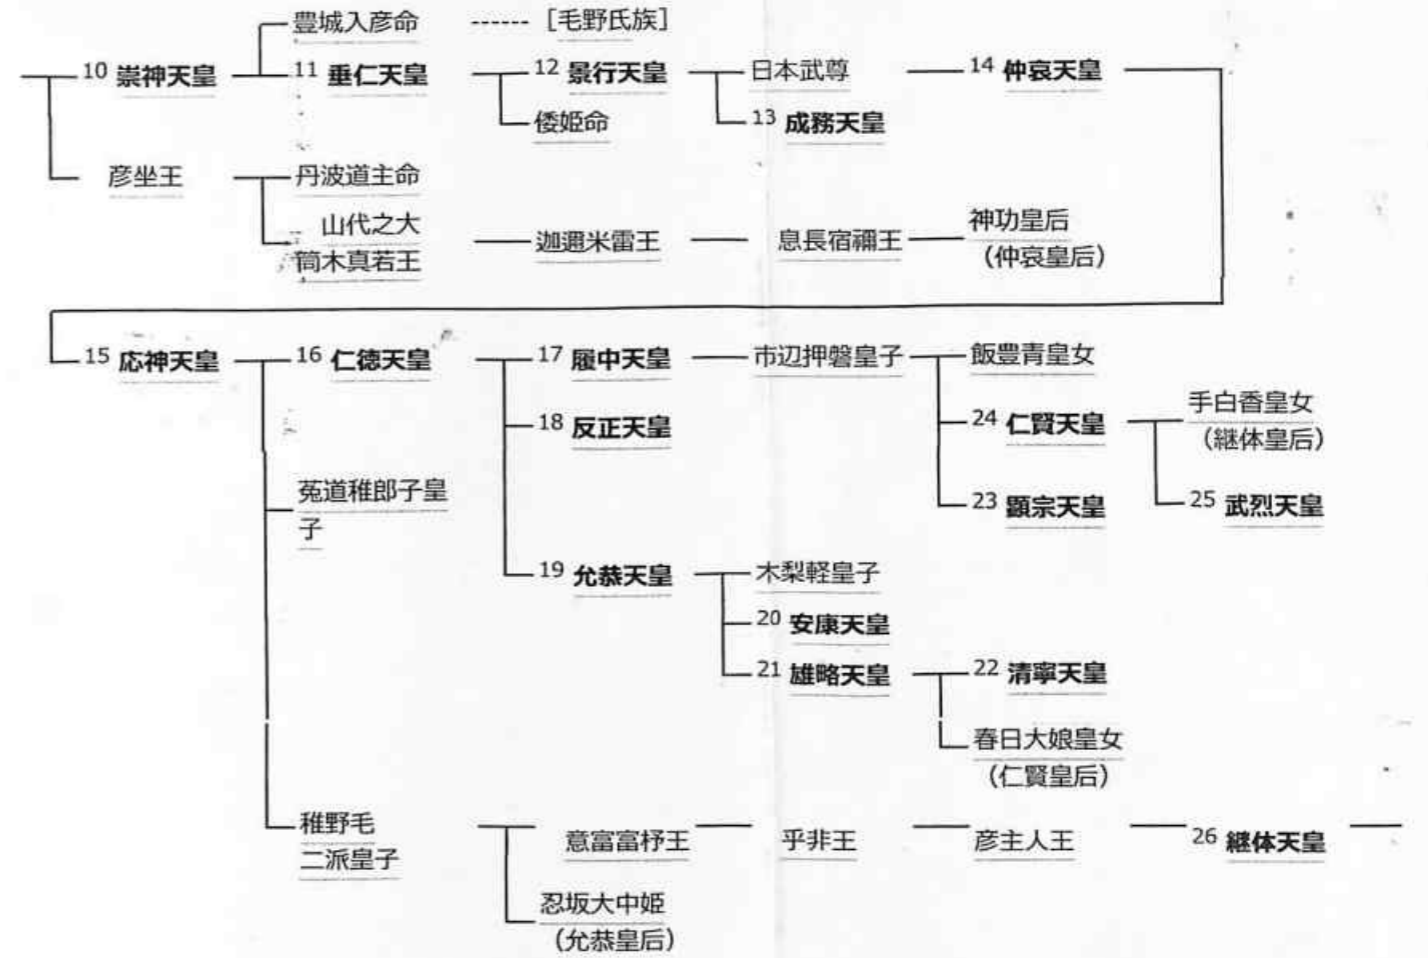 豊城入彦命 ------ [毛野氏族]
10 崇神天皇 11 垂仁天皇 12 景行天皇 日本武尊 14 仲哀天皇
倭姫命 13 成務天皇
彦坐王 丹波道主命
山代之大
筒木真若王 迦邇米雷王 息長宿禰王 神功皇后
(仲哀皇后)
15 応神天皇 16 仁徳天皇 17 履中天皇 市辺押磐皇子 飯豊青皇女
18 反正天皇 24 仁賢天皇 手白香皇女
(継体皇后)
菟道稚郎子皇
子 23 顕宗天皇 25 武烈天皇
19 允恭天皇 木梨軽皇子
20 安康天皇
21 雄略天皇 22 清寧天皇
春日大娘皇女
(仁賢皇后)
稚野毛
二派皇子 意富富杼王 乎非王 彦主人王 26 継体天皇
忍坂大中姫
(允恭皇后)